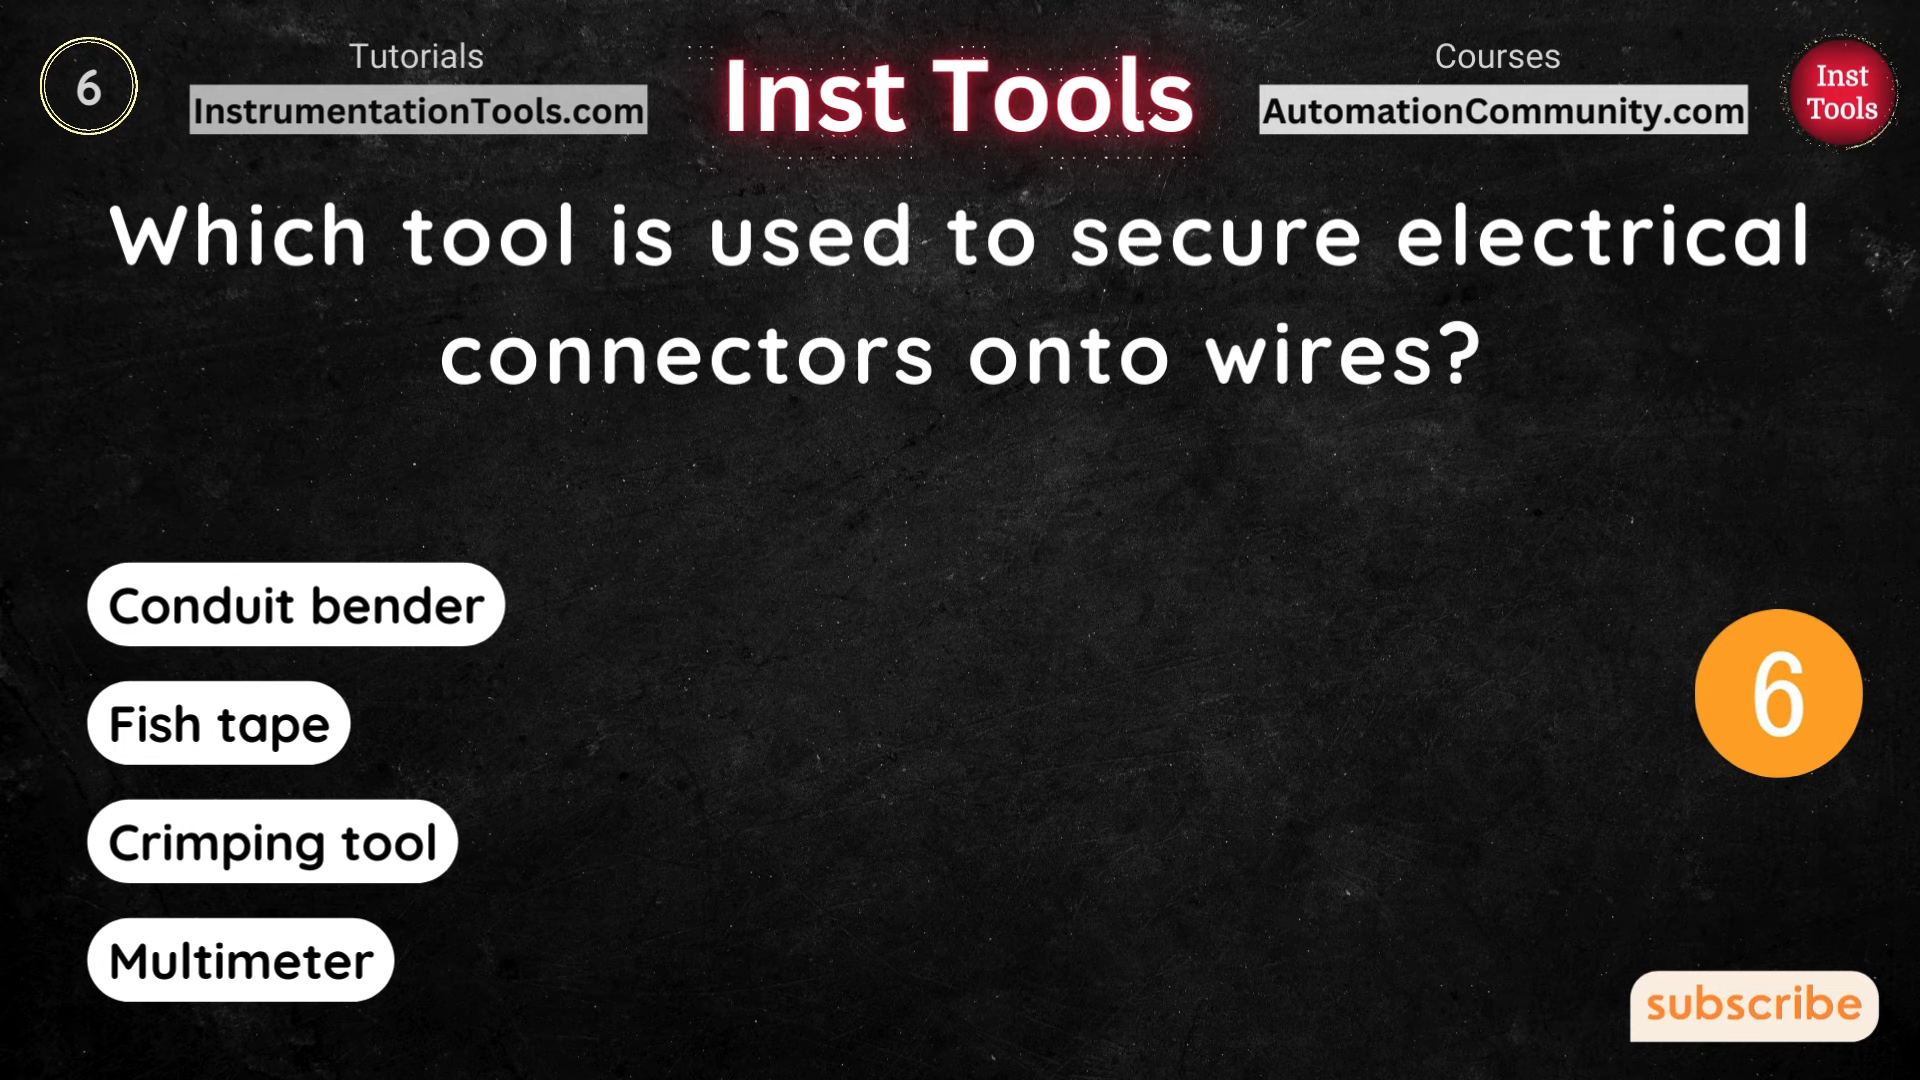 6
Tutorials
InstrumentationTools.com
Inst Tools
Courses
AutomationCommunity.com
Inst
Tools
Which tool is used to secure electrical
connectors onto wires?
Conduit bender
Fish tape
Crimping tool
Multimeter
6
subscribe